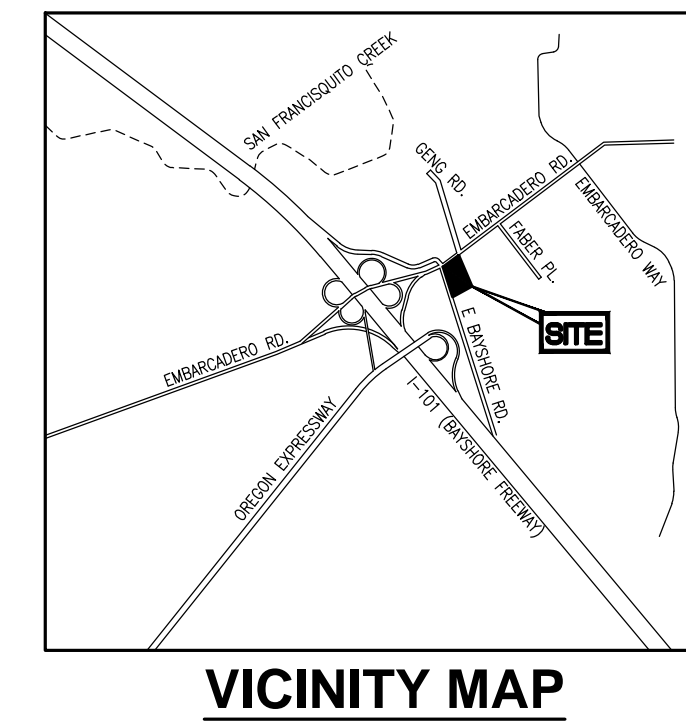 SAN FRANCISQUITO CREEK
GENG RD.
EMBARCADERO RD.
FABER PL.
EMBARCADERO WAY
SITE
E BAYSHORE RD.
EMBARCADERO RD.
OREGON EXPRESSWAY
I-101 (BAYSHORE FREEWAY)
VICINITY MAP